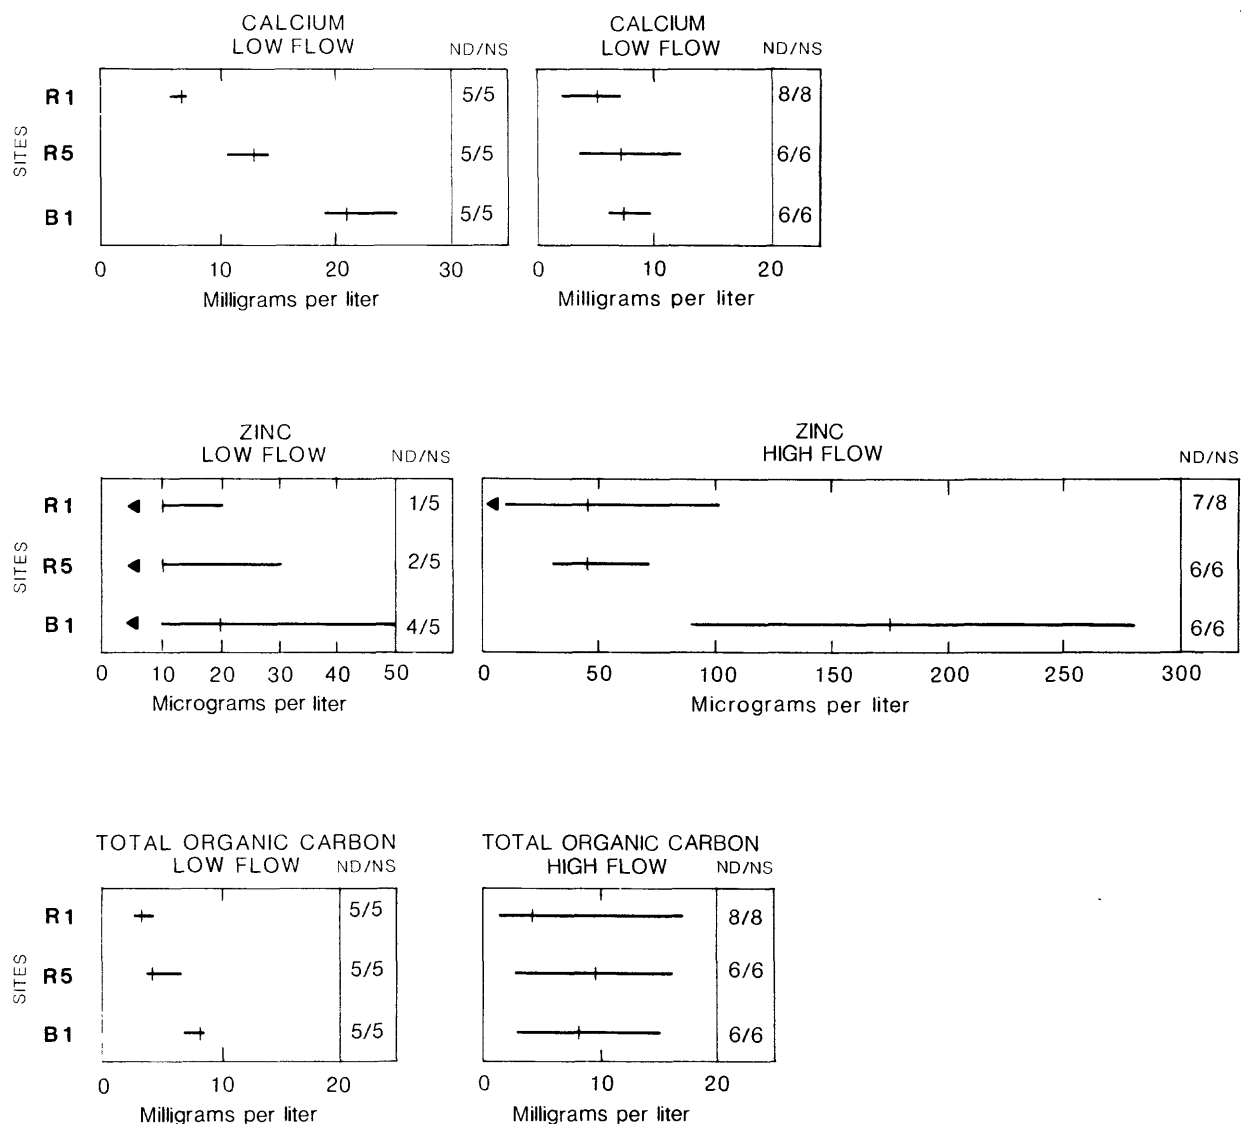 CALCIUM
LOW FLOW
ND/NS
CALCIUM
LOW FLOW
ND/NS
SITES
R1
5/5
8/8
R5
5/5
6/6
B1
5/5
6/6
0 10 20 30
0 10 20
Milligrams per liter
Milligrams per liter
ZINC
LOW FLOW
ND/NS
ZINC
HIGH FLOW
ND/NS
SITES
R1
1/5
7/8
R5
2/5
6/6
B1
4/5
6/6
0 10 20 30 40 50
0 50 100 150 200 250 300
Micrograms per liter
Micrograms per liter
TOTAL ORGANIC CARBON
LOW FLOW
ND/NS
TOTAL ORGANIC CARBON
HIGH FLOW
ND/NS
SITES
R1
5/5
8/8
R5
5/5
6/6
B1
5/5
6/6
0 10 20
0 10 20
Milligrams per liter
Milligrams per liter